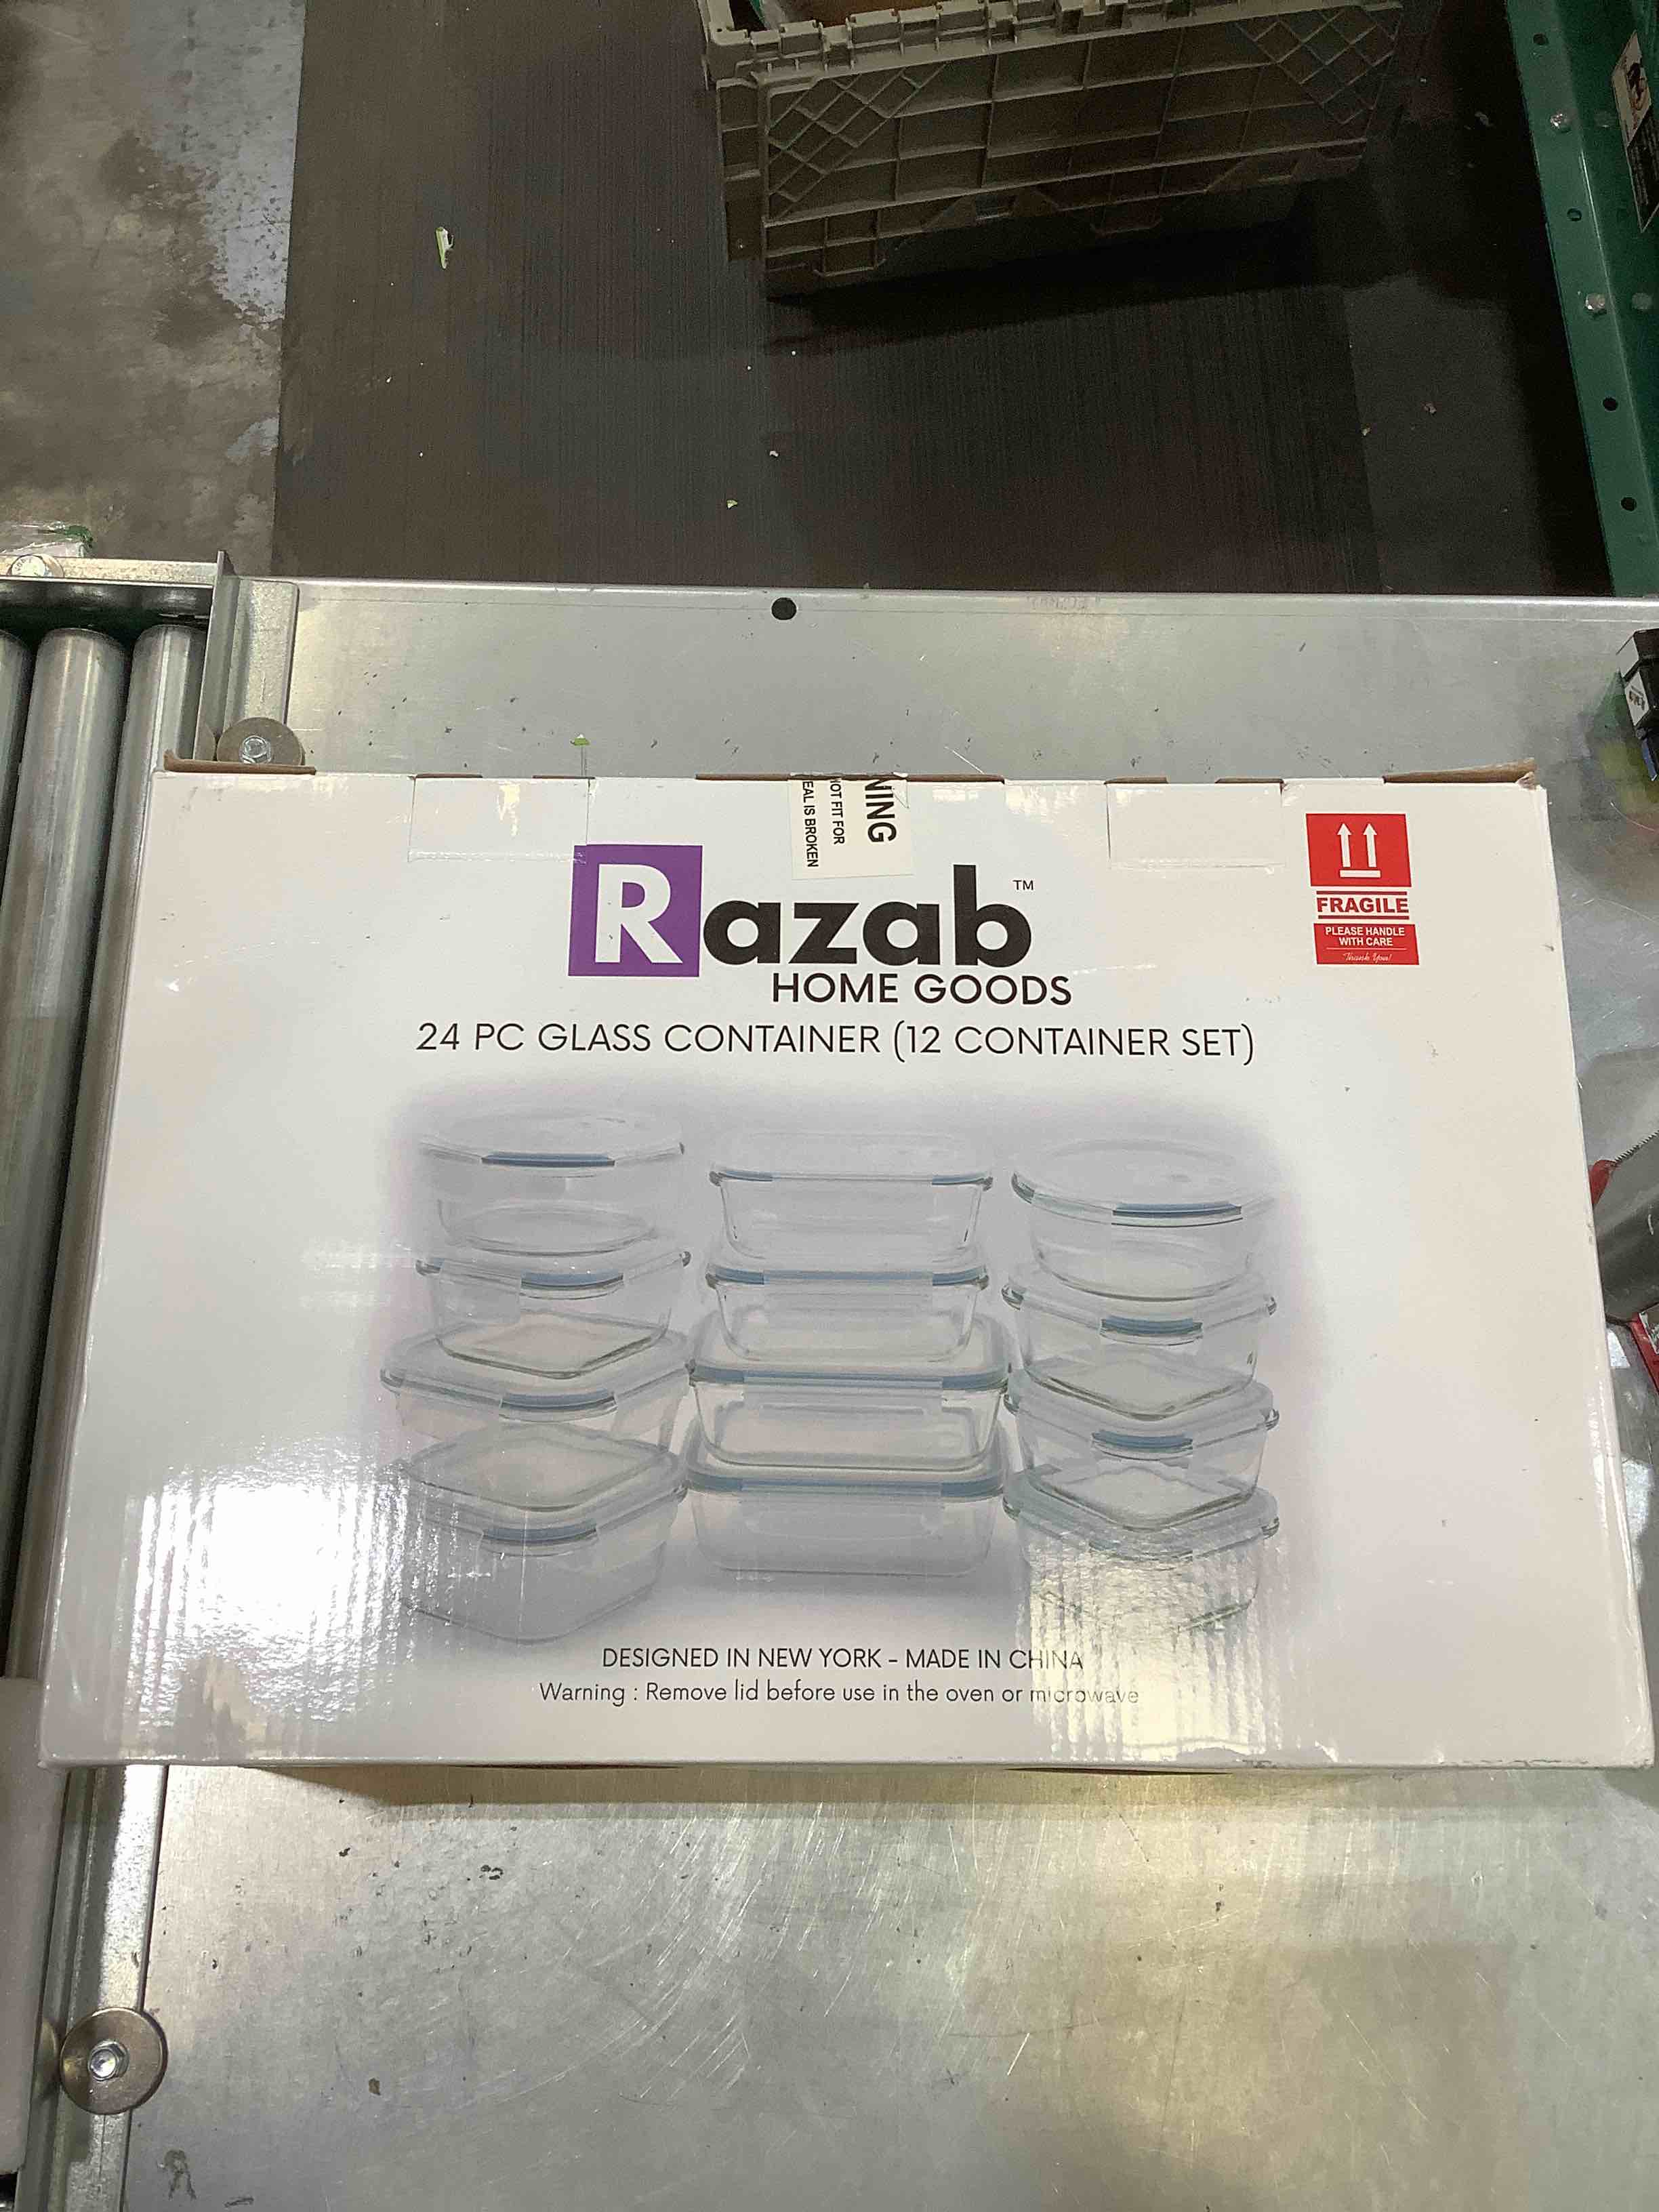 NING
NOT FIT FOR
EAL IS BROKEN
Razab™
HOME GOODS
24 PC GLASS CONTAINER (12 CONTAINER SET)
FRAGILE
PLEASE HANDLE
WITH CARE
Thank You!
DESIGNED IN NEW YORK - MADE IN CHINA
Warning : Remove lid before use in the oven or microwave